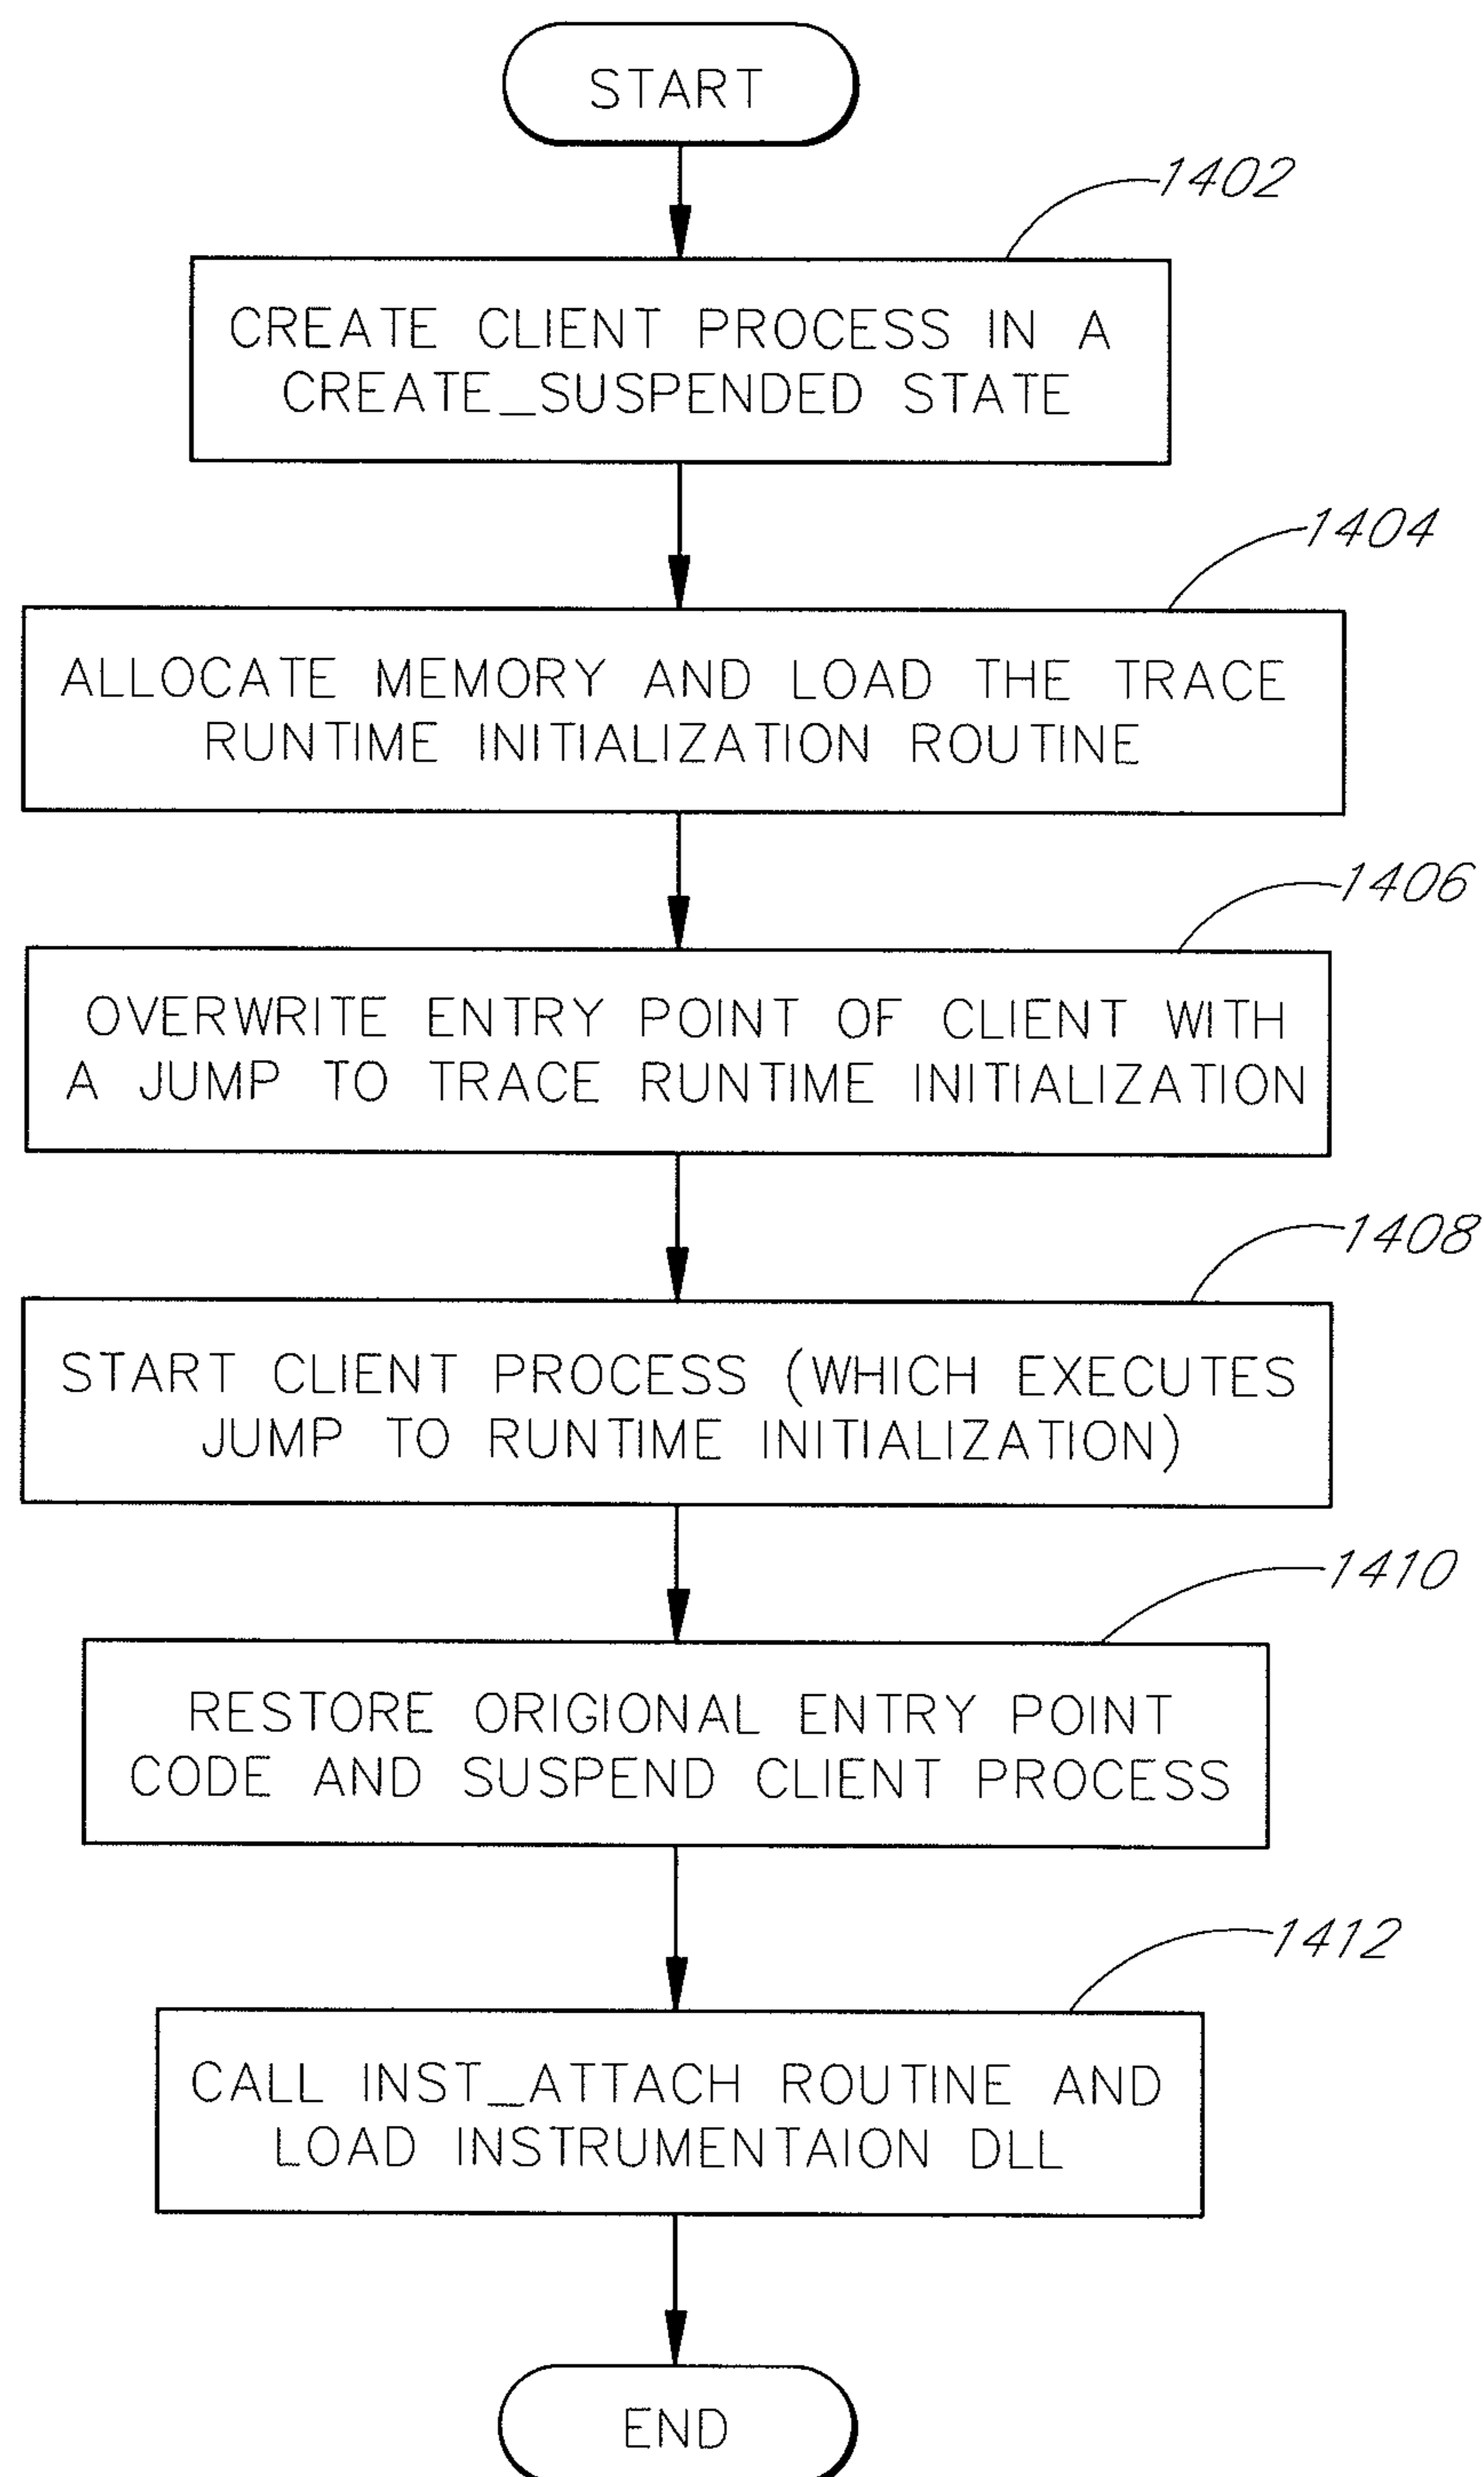 START
1402
CREATE CLIENT PROCESS IN A
CREATE_SUSPENDED STATE
1404
ALLOCATE MEMORY AND LOAD THE TRACE
RUNTIME INITIALIZATION ROUTINE
1406
OVERWRITE ENTRY POINT OF CLIENT WITH
A JUMP TO TRACE RUNTIME INITIALIZATION
1408
START CLIENT PROCESS (WHICH EXECUTES
JUMP TO RUNTIME INITIALIZATION)
1410
RESTORE ORIGIONAL ENTRY POINT
CODE AND SUSPEND CLIENT PROCESS
1412
CALL INST_ATTACH ROUTINE AND
LOAD INSTRUMENTAION DLL
END